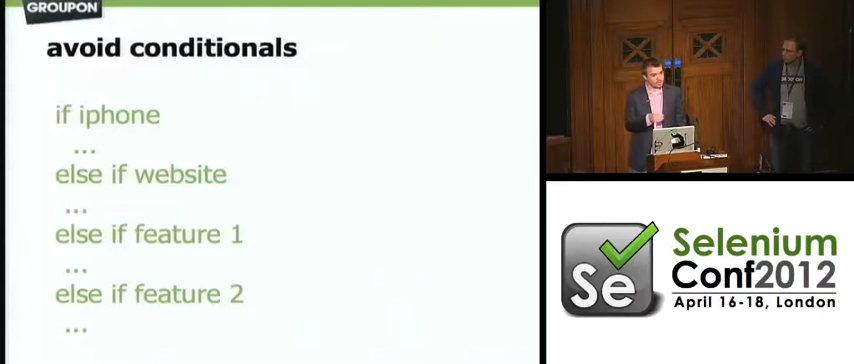 GROUPON
avoid conditionals
if iphone
...
else if website
...
else if feature 1
...
else if feature 2
...
Se
Selenium
Conf2012
April 16-18, London